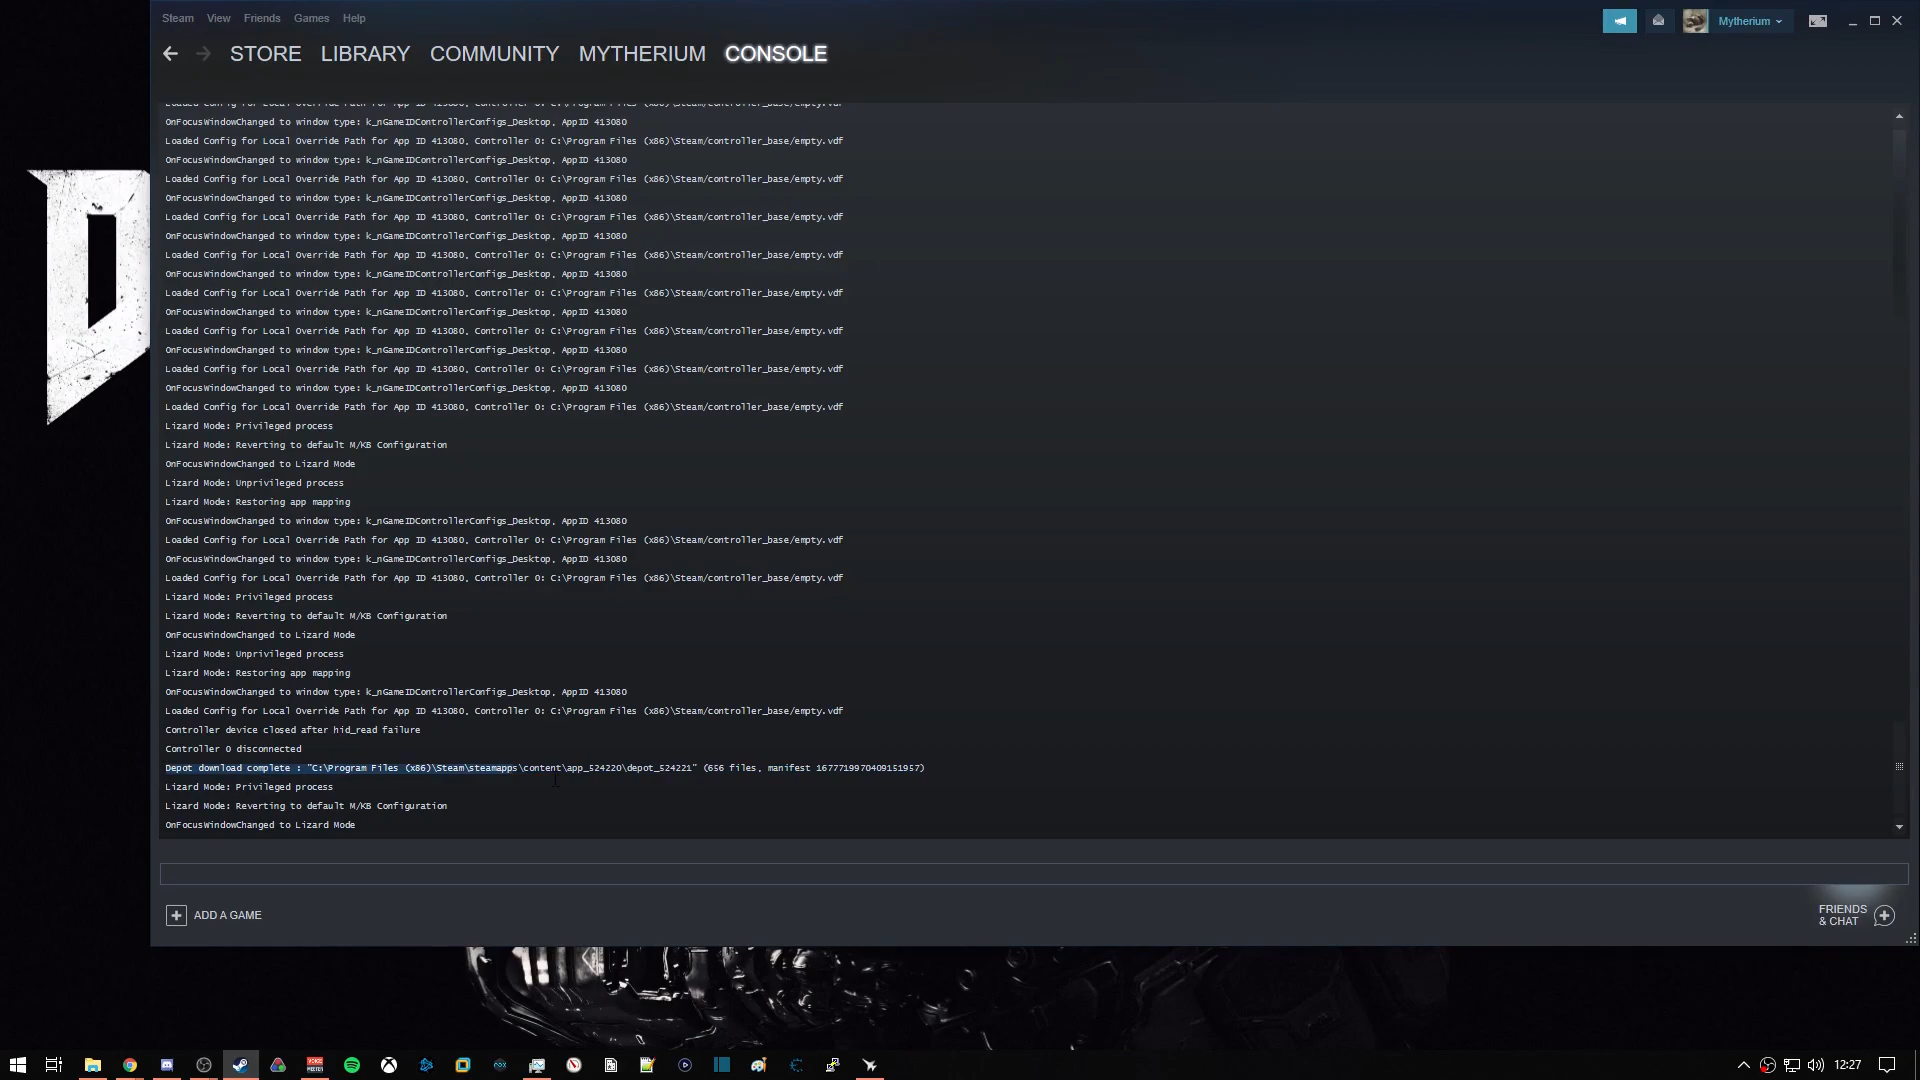 Steam View Friends Games Help
Mytherium
STORE LIBRARY COMMUNITY MYTHERIUM CONSOLE
Loaded Config for Local Override Path for App ID 413080, Controller 0: C:\Program Files (x86)\Steam/controller_base/empty.vdf
OnFocusWindowChanged to window type: k_nGameIDControllerConfigs_Desktop, AppID 413080
Loaded Config for Local Override Path for App ID 413080, Controller 0: C:\Program Files (x86)\Steam/controller_base/empty.vdf
OnFocusWindowChanged to window type: k_nGameIDControllerConfigs_Desktop, AppID 413080
Loaded Config for Local Override Path for App ID 413080, Controller 0: C:\Program Files (x86)\Steam/controller_base/empty.vdf
OnFocusWindowChanged to window type: k_nGameIDControllerConfigs_Desktop, AppID 413080
Loaded Config for Local Override Path for App ID 413080, Controller 0: C:\Program Files (x86)\Steam/controller_base/empty.vdf
OnFocusWindowChanged to window type: k_nGameIDControllerConfigs_Desktop, AppID 413080
Loaded Config for Local Override Path for App ID 413080, Controller 0: C:\Program Files (x86)\Steam/controller_base/empty.vdf
OnFocusWindowChanged to window type: k_nGameIDControllerConfigs_Desktop, AppID 413080
Loaded Config for Local Override Path for App ID 413080, Controller 0: C:\Program Files (x86)\Steam/controller_base/empty.vdf
OnFocusWindowChanged to window type: k_nGameIDControllerConfigs_Desktop, AppID 413080
Loaded Config for Local Override Path for App ID 413080, Controller 0: C:\Program Files (x86)\Steam/controller_base/empty.vdf
OnFocusWindowChanged to window type: k_nGameIDControllerConfigs_Desktop, AppID 413080
Loaded Config for Local Override Path for App ID 413080, Controller 0: C:\Program Files (x86)\Steam/controller_base/empty.vdf
OnFocusWindowChanged to window type: k_nGameIDControllerConfigs_Desktop, AppID 413080
Loaded Config for Local Override Path for App ID 413080, Controller 0: C:\Program Files (x86)\Steam/controller_base/empty.vdf
Lizard Mode: Privileged process
Lizard Mode: Reverting to default M/KB Configuration
OnFocusWindowChanged to Lizard Mode
Lizard Mode: Unprivileged process
Lizard Mode: Restoring app mapping
OnFocusWindowChanged to window type: k_nGameIDControllerConfigs_Desktop, AppID 413080
Loaded Config for Local Override Path for App ID 413080, Controller 0: C:\Program Files (x86)\Steam/controller_base/empty.vdf
OnFocusWindowChanged to window type: k_nGameIDControllerConfigs_Desktop, AppID 413080
Loaded Config for Local Override Path for App ID 413080, Controller 0: C:\Program Files (x86)\Steam/controller_base/empty.vdf
Lizard Mode: Privileged process
Lizard Mode: Reverting to default M/KB Configuration
OnFocusWindowChanged to Lizard Mode
Lizard Mode: Unprivileged process
Lizard Mode: Restoring app mapping
OnFocusWindowChanged to window type: k_nGameIDControllerConfigs_Desktop, AppID 413080
Loaded Config for Local Override Path for App ID 413080, Controller 0: C:\Program Files (x86)\Steam/controller_base/empty.vdf
Controller device closed after hid_read failure
Controller 0 disconnected
Depot download complete : "C:\Program Files (x86)\Steam\steamapps\content\app_524220\depot_524221" (656 files, manifest 1677719970409151957)
Lizard Mode: Privileged process
Lizard Mode: Reverting to default M/KB Configuration
OnFocusWindowChanged to Lizard Mode
ADD A GAME
FRIENDS
& CHAT
12:27